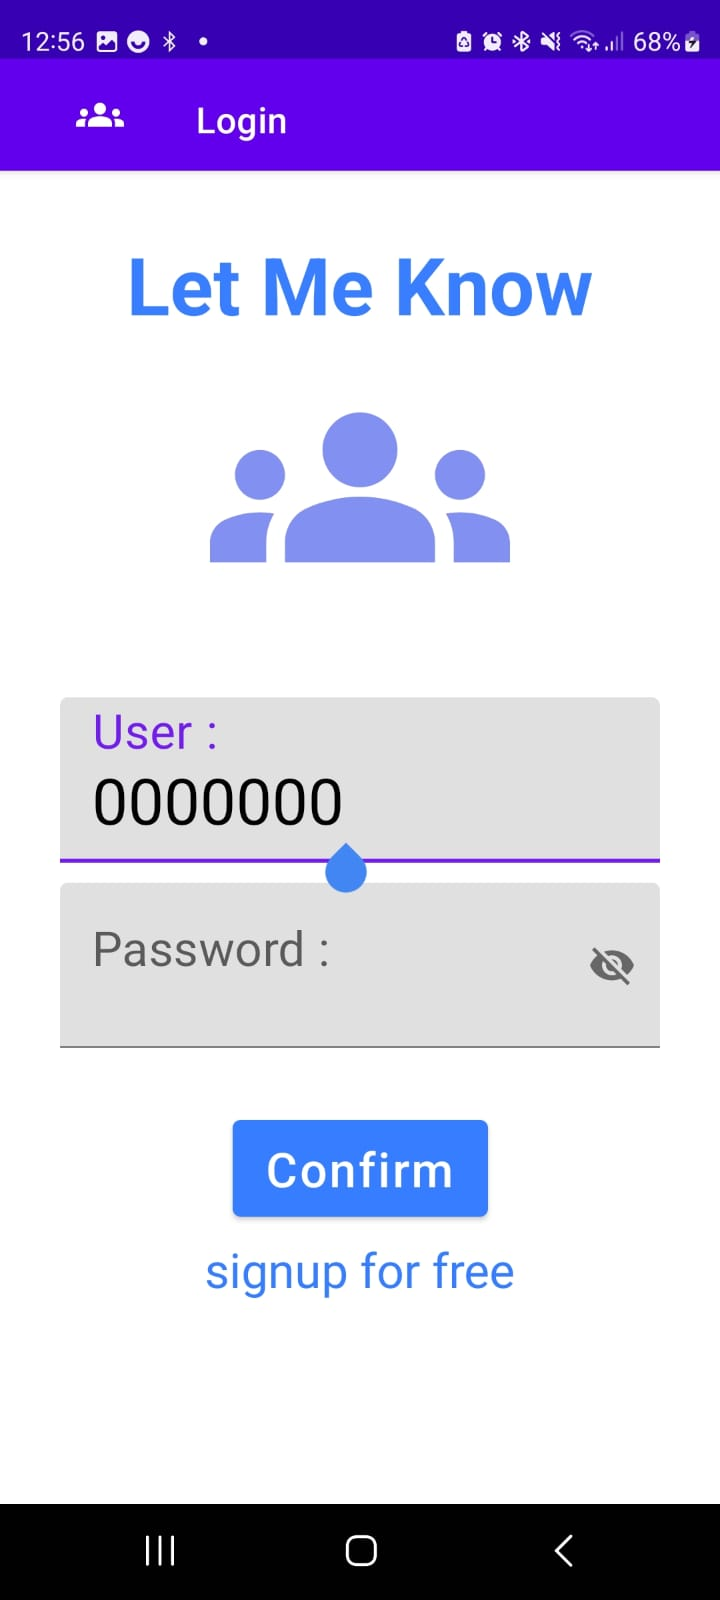 12:56 68%
Login
Let Me Know
User :
0000000
Password :
Confirm
signup for free